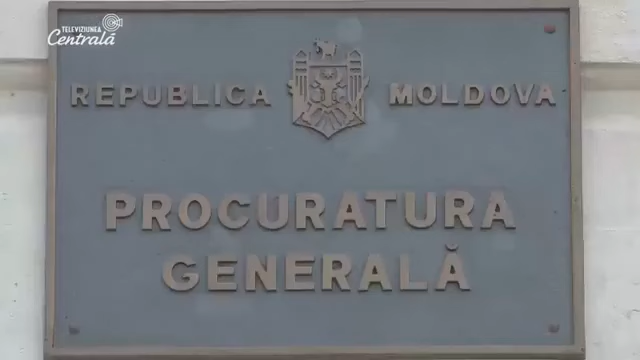 TELEVIZIUNEA
Centrală
REPUBLICA MOLDOVA
PROCURATURA
GENERALĂ